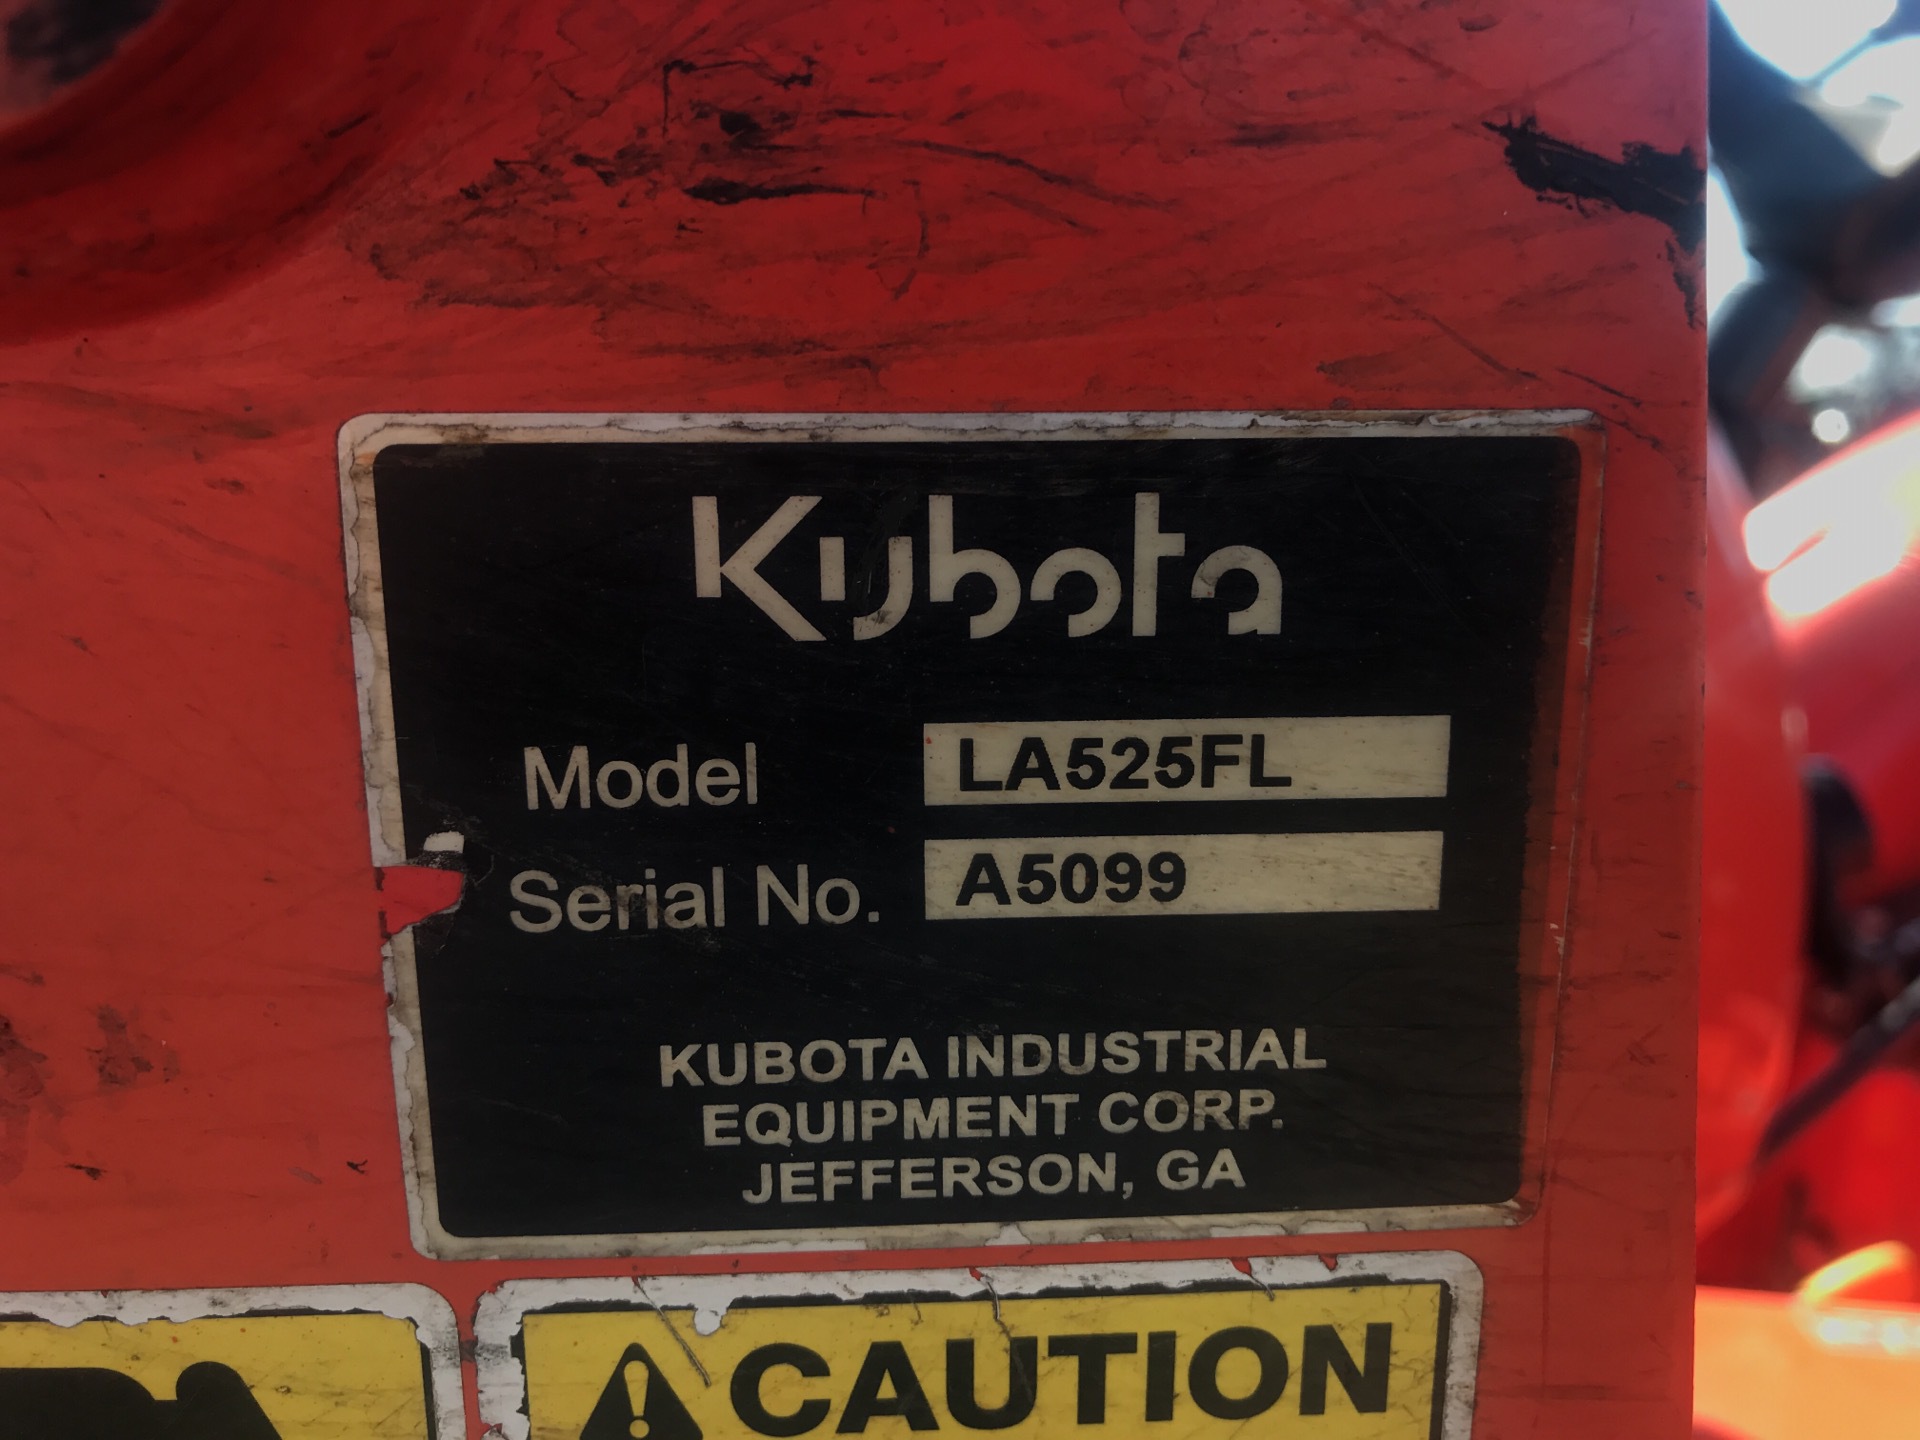 Kubota
Model LA525FL
Serial No. A5099
KUBOTA INDUSTRIAL
EQUIPMENT CORP.
JEFFERSON, GA
CAUTION